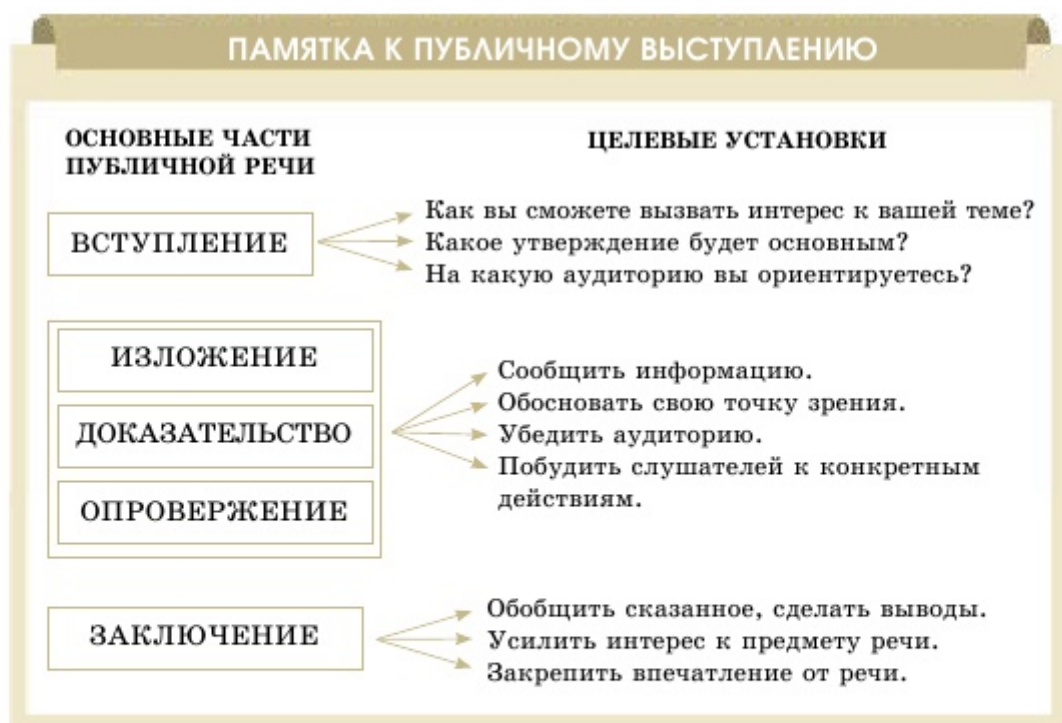 ПАМЯТКА К ПУБЛИЧНОМУ ВЫСТУПЛЕНИЮ
ОСНОВНЫЕ ЧАСТИ
ПУБЛИЧНОЙ РЕЧИ
ЦЕЛЕВЫЕ УСТАНОВКИ
ВСТУПЛЕНИЕ
Как вы сможете вызвать интерес к вашей теме?
Какое утверждение будет основным?
На какую аудиторию вы ориентируетесь?
ИЗЛОЖЕНИЕ
ДОКАЗАТЕЛЬСТВО
ОПРОВЕРЖЕНИЕ
Сообщить информацию.
Обосновать свою точку зрения.
Убедить аудиторию.
Побудить слушателей к конкретным
действиям.
ЗАКЛЮЧЕНИЕ
Обобщить сказанное, сделать выводы.
Усилить интерес к предмету речи.
Закрепить впечатление от речи.